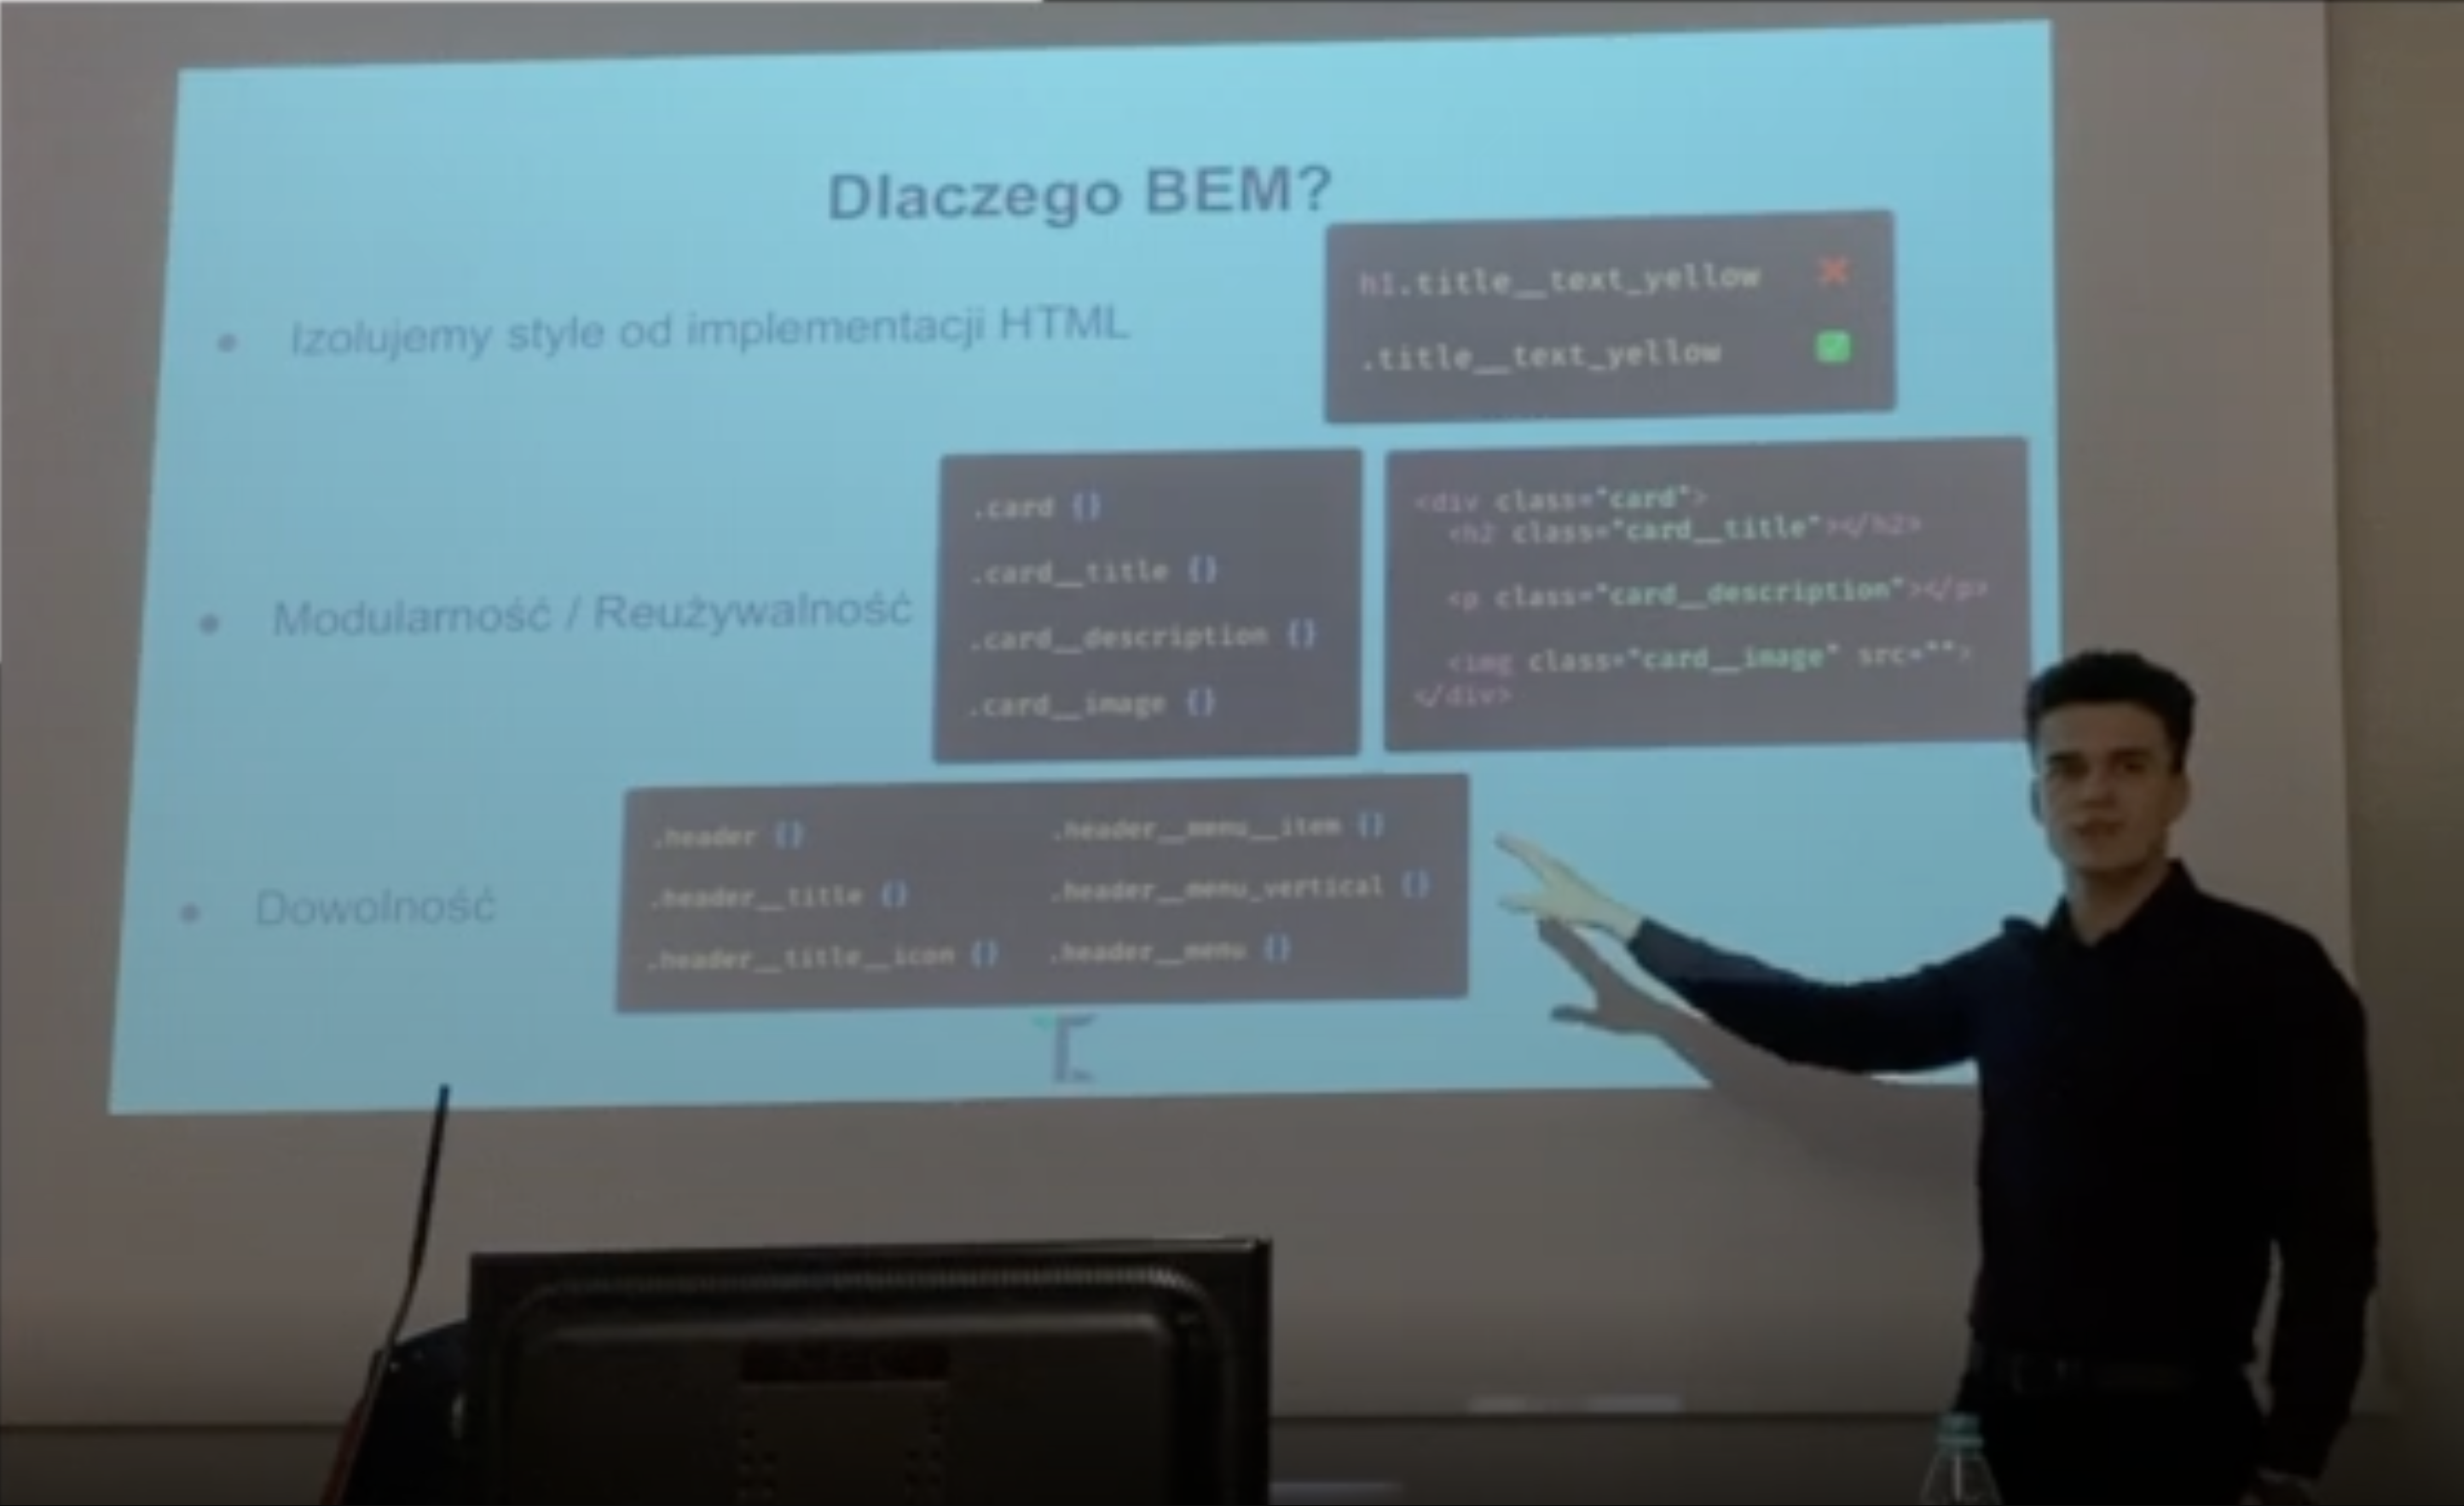 Dlaczego BEM?
Izolujemy style od implementacji HTML
h1.title__text_yellow
.title__text_yellow
Modularność / Reużywalność
.card {}
.card__title {}
.card__description {}
.card__image {}
<div class="card">
<h2 class="card__title"></h2>
<p class="card__description"></p>
<img class="card__image" src="">
</div>
Dowolność
.header {}
.header__title {}
.header__title__icon {}
.header__menu__item {}
.header__menu_vertical {}
.header__menu {}